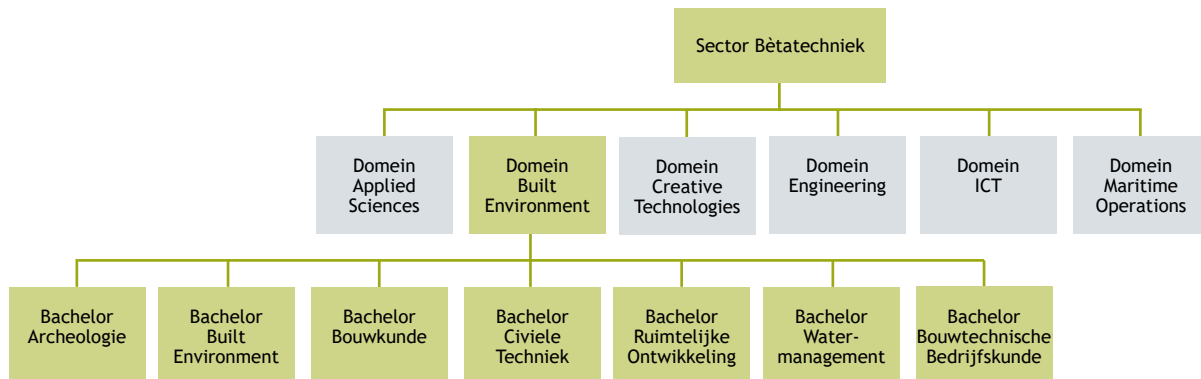 Sector Bètatechniek
Domein
Applied
Sciences
Domein
Built
Environment
Domein
Creative
Technologies
Domein
Engineering
Domein
ICT
Domein
Maritime
Operations
Bachelor
Archeologie
Bachelor
Built
Environment
Bachelor
Bouwkunde
Bachelor
Civiele
Techniek
Bachelor
Ruimtelijke
Ontwikkeling
Bachelor
Water-
management
Bachelor
Bouwtechnische
Bedrijfskunde